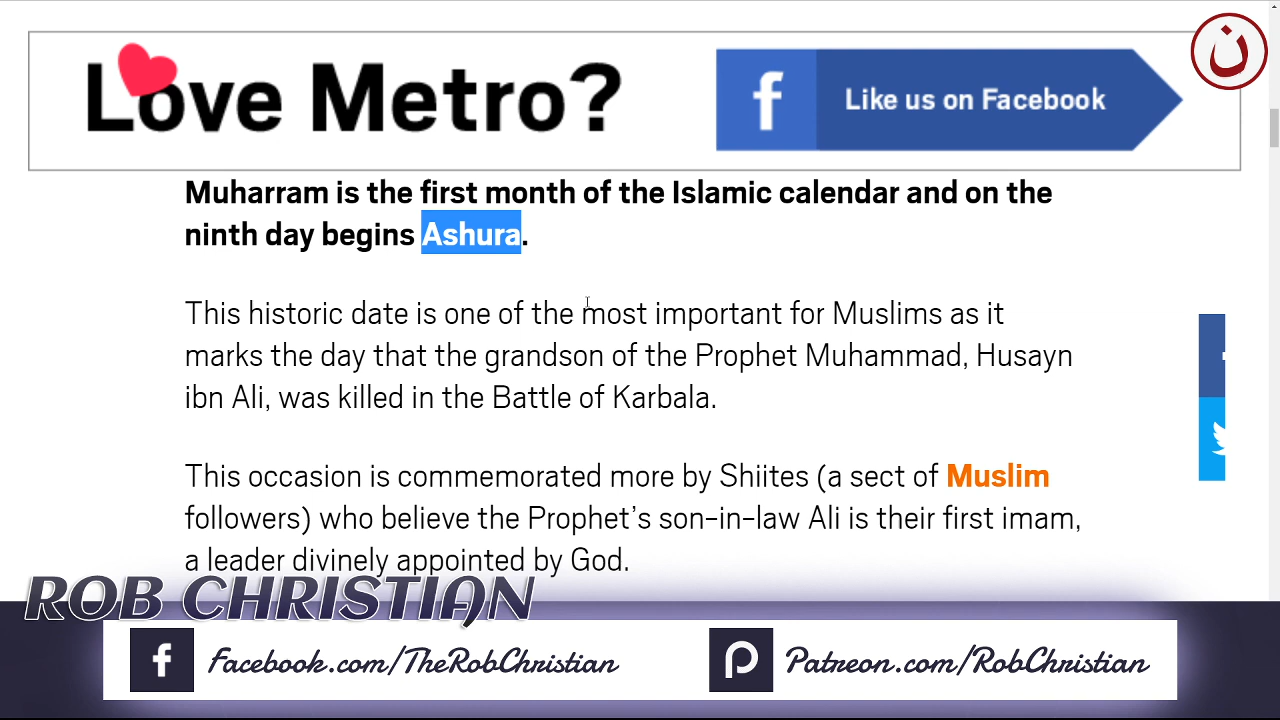 Love Metro?
Like us on Facebook
ن
Muharram is the first month of the Islamic calendar and on the
ninth day begins Ashura.
This historic date is one of the most important for Muslims as it
marks the day that the grandson of the Prophet Muhammad, Husayn
ibn Ali, was killed in the Battle of Karbala.
This occasion is commemorated more by Shiites (a sect of Muslim
followers) who believe the Prophet’s son-in-law Ali is their first imam,
a leader divinely appointed by God.
ROB CHRISTIAN
Facebook.com/TheRobChristian
Patreon.com/RobChristian